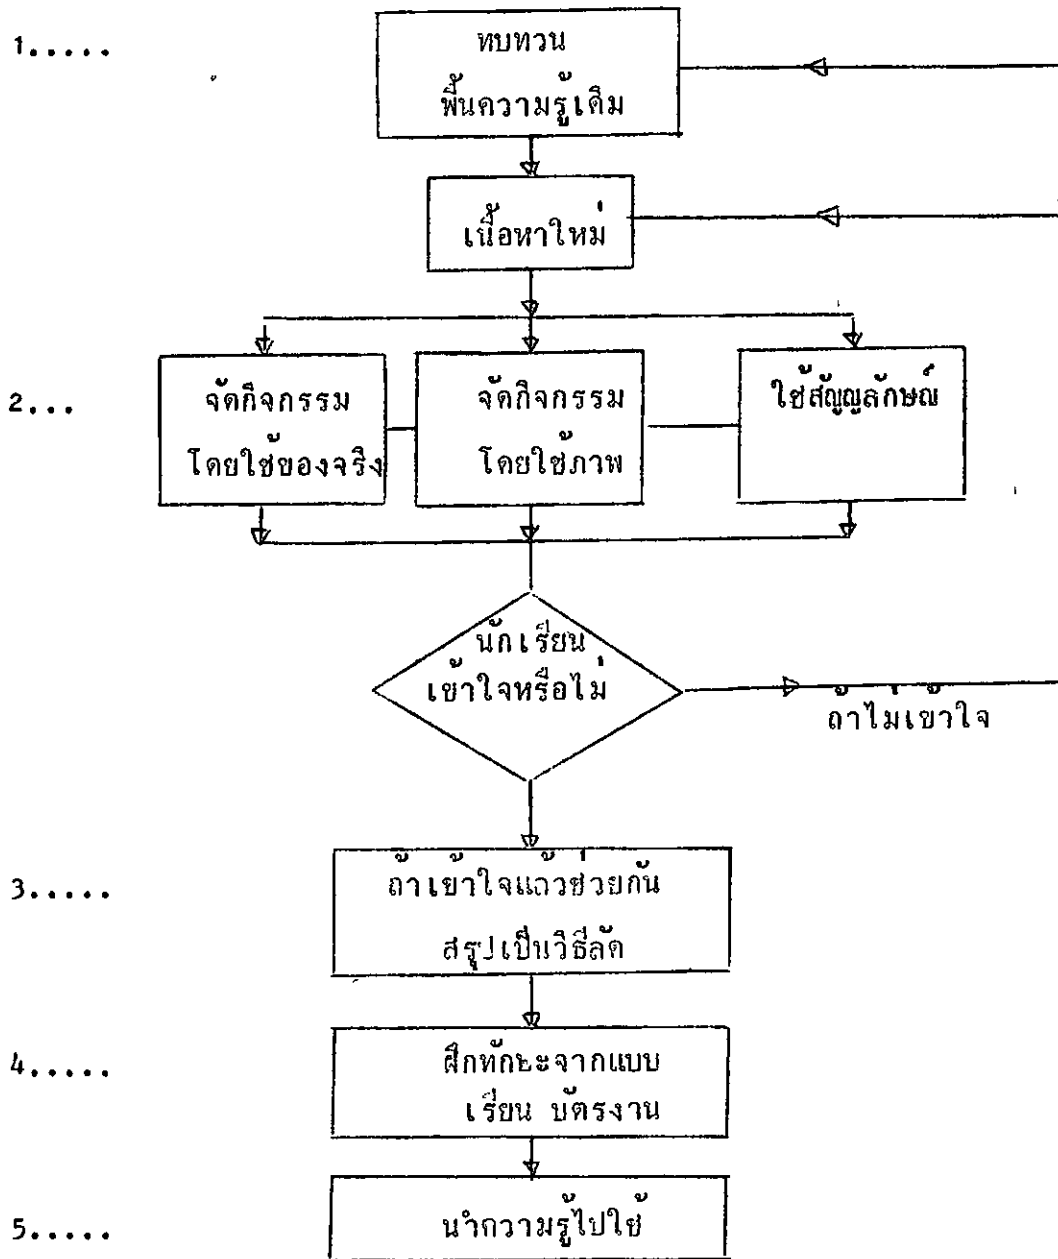 1.....
ทบทวน
พื้นความรู้เดิม
เนื้อหาใหม่
2...
จัดกิจกรรม
โดยใช้ของจริง
จัดกิจกรรม
โดยใช้ภาพ
ใช้สัญญลักษณ์
นักเรียน
เข้าใจหรือไม่
ถ้าไม่เข้าใจ
3.....
ถ้าเข้าใจแล้วช่วยกัน
สรุปเป็นวิธีลัด
4.....
ฝึกทักษะจากแบบ
เรียน บัตรงาน
5.....
นำความรู้ไปใช้